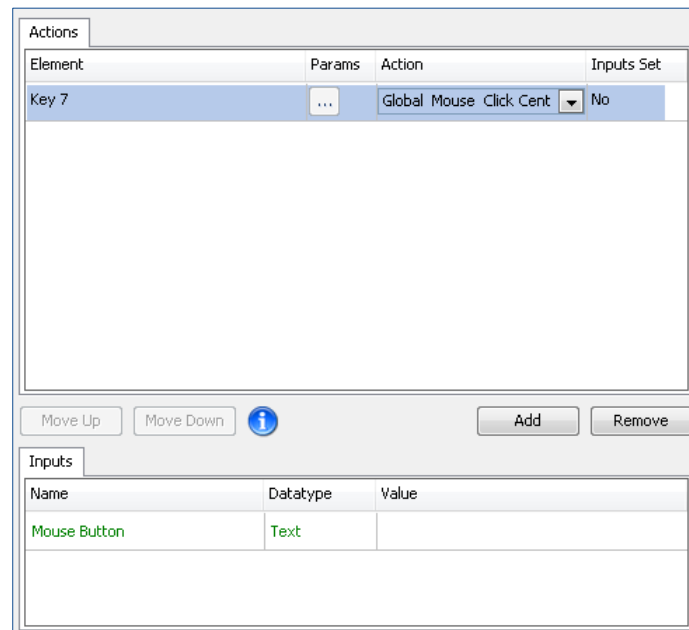 Actions
Element Params Action Inputs Set
Key 7 ... Global Mouse Click Cent No
Move Up Move Down Add Remove
Inputs
Name Datatype Value
Mouse Button Text